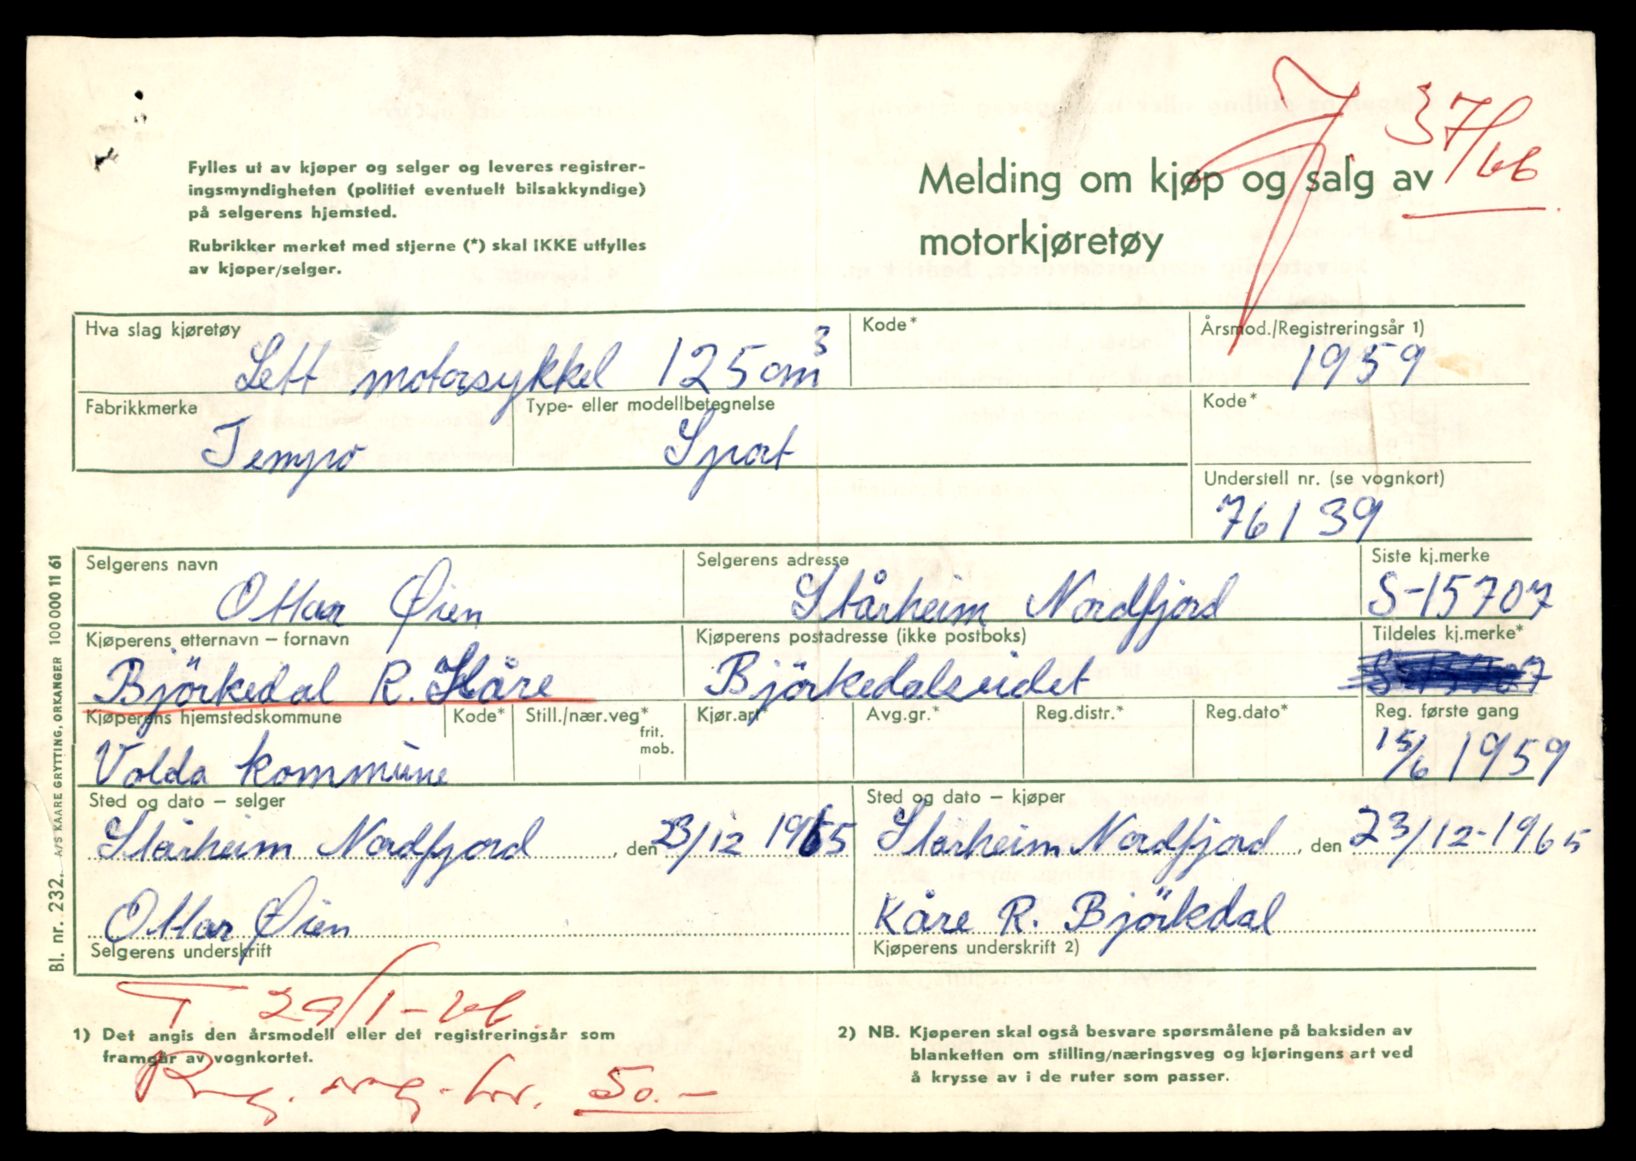 37/66
Fylles ut av kjøper og selger og leveres registrer-
ingsmyndigheten (politiet eventuelt bilsakkyndige)
på selgerens hjemsted.
Rubrikker merket med stjerne (*) skal IKKE utfylles
av kjøper/selger.
Melding om kjøp og salg av
motorkjøretøy
Hva slag kjøretøy
Lett motorsykkel 125 cm3
Kode*
Årsmod./Registreringsår 1)
1959
Fabrikkmerke
Tempo
Type- eller modellbetegnelse
Sport
Kode*
Understell nr. (se vognkort)
76139
Selgerens navn
Ottar Øien
Selgerens adresse
Stårheim Nordfjord
Siste kj.merke
S-15707
Kjøperens etternavn – fornavn
Björkedal R. Kåre
Kjøperens postadresse (ikke postboks)
Björkedalseidet
Tildeles kj.merke*
Kjøperens hjemstedskommune
Volda kommune
Kode*
Still./nær.veg*
frit.
mob.
Kjør.art*
Avg.gr.*
Reg.distr.*
Reg.dato*
Reg. første gang
15/6 1959
Sted og dato – selger
Stårheim Nordfjord, den 23/12 1965
Sted og dato – kjøper
Starheim Nordfjord, den 23/12-1965
Ottar Øien
Selgerens underskrift
Kåre R. Björkdal
Kjøperens underskrift 2)
T 29/1-66
1) Det angis den årsmodell eller det registreringsår som
framgår av vognkortet.
50.-
2) NB. Kjøperen skal også besvare spørsmålene på baksiden av
blanketten om stilling/næringsveg og kjøringens art ved
å krysse av i de ruter som passer.
Bl. nr. 232. A/S KAARE GRYTTING, ORKANGER 100 000 11 61